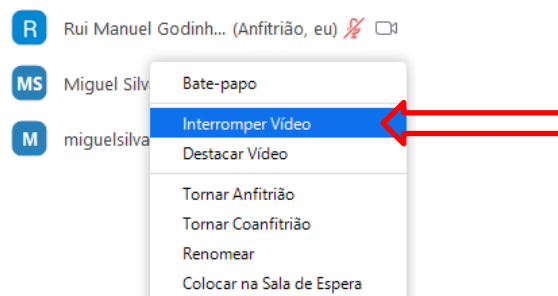 R Rui Manuel Godinh... (Anfitrião, eu)
MS Miguel Silv
Bate-papo
Interromper Vídeo
M miguelsilva
Destacar Vídeo
Tornar Anfitrião
Tornar Coanfitrião
Renomear
Colocar na Sala de Espera